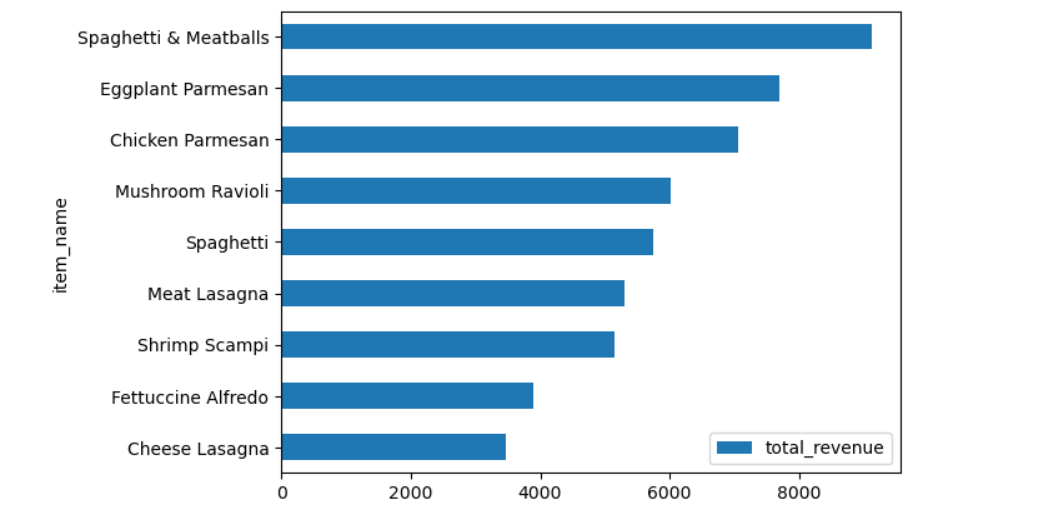 Spaghetti & Meatballs
Eggplant Parmesan
Chicken Parmesan
Mushroom Ravioli
Spaghetti
Meat Lasagna
Shrimp Scampi
Fettuccine Alfredo
Cheese Lasagna
item_name
total_revenue
0 2000 4000 6000 8000